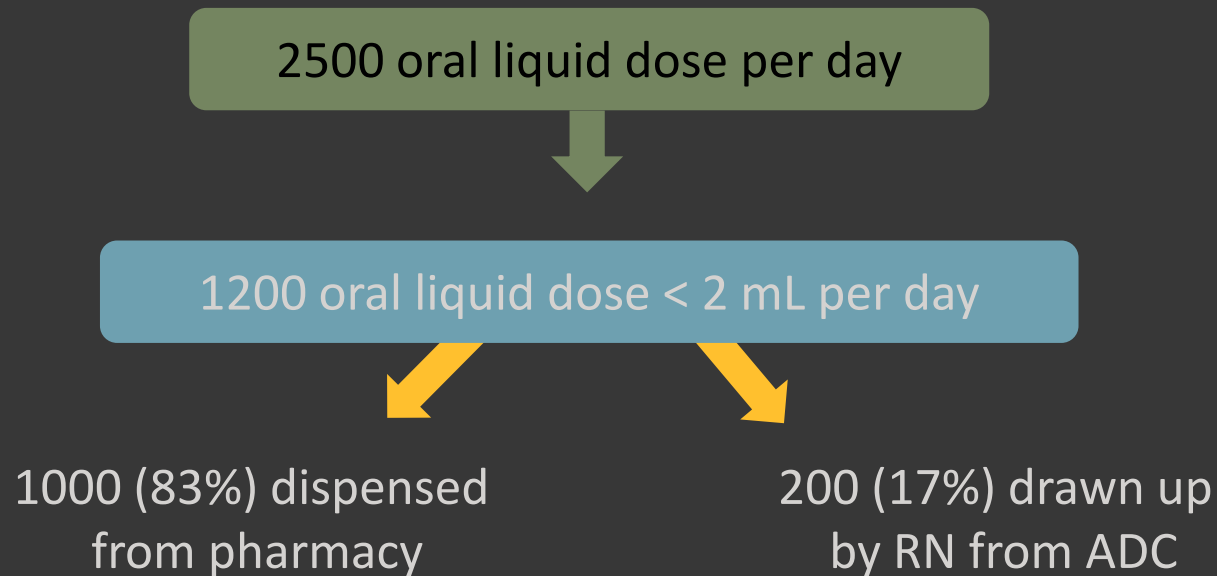 2500 oral liquid dose per day
1200 oral liquid dose < 2 mL per day
1000 (83%) dispensed
from pharmacy
200 (17%) drawn up
by RN from ADC